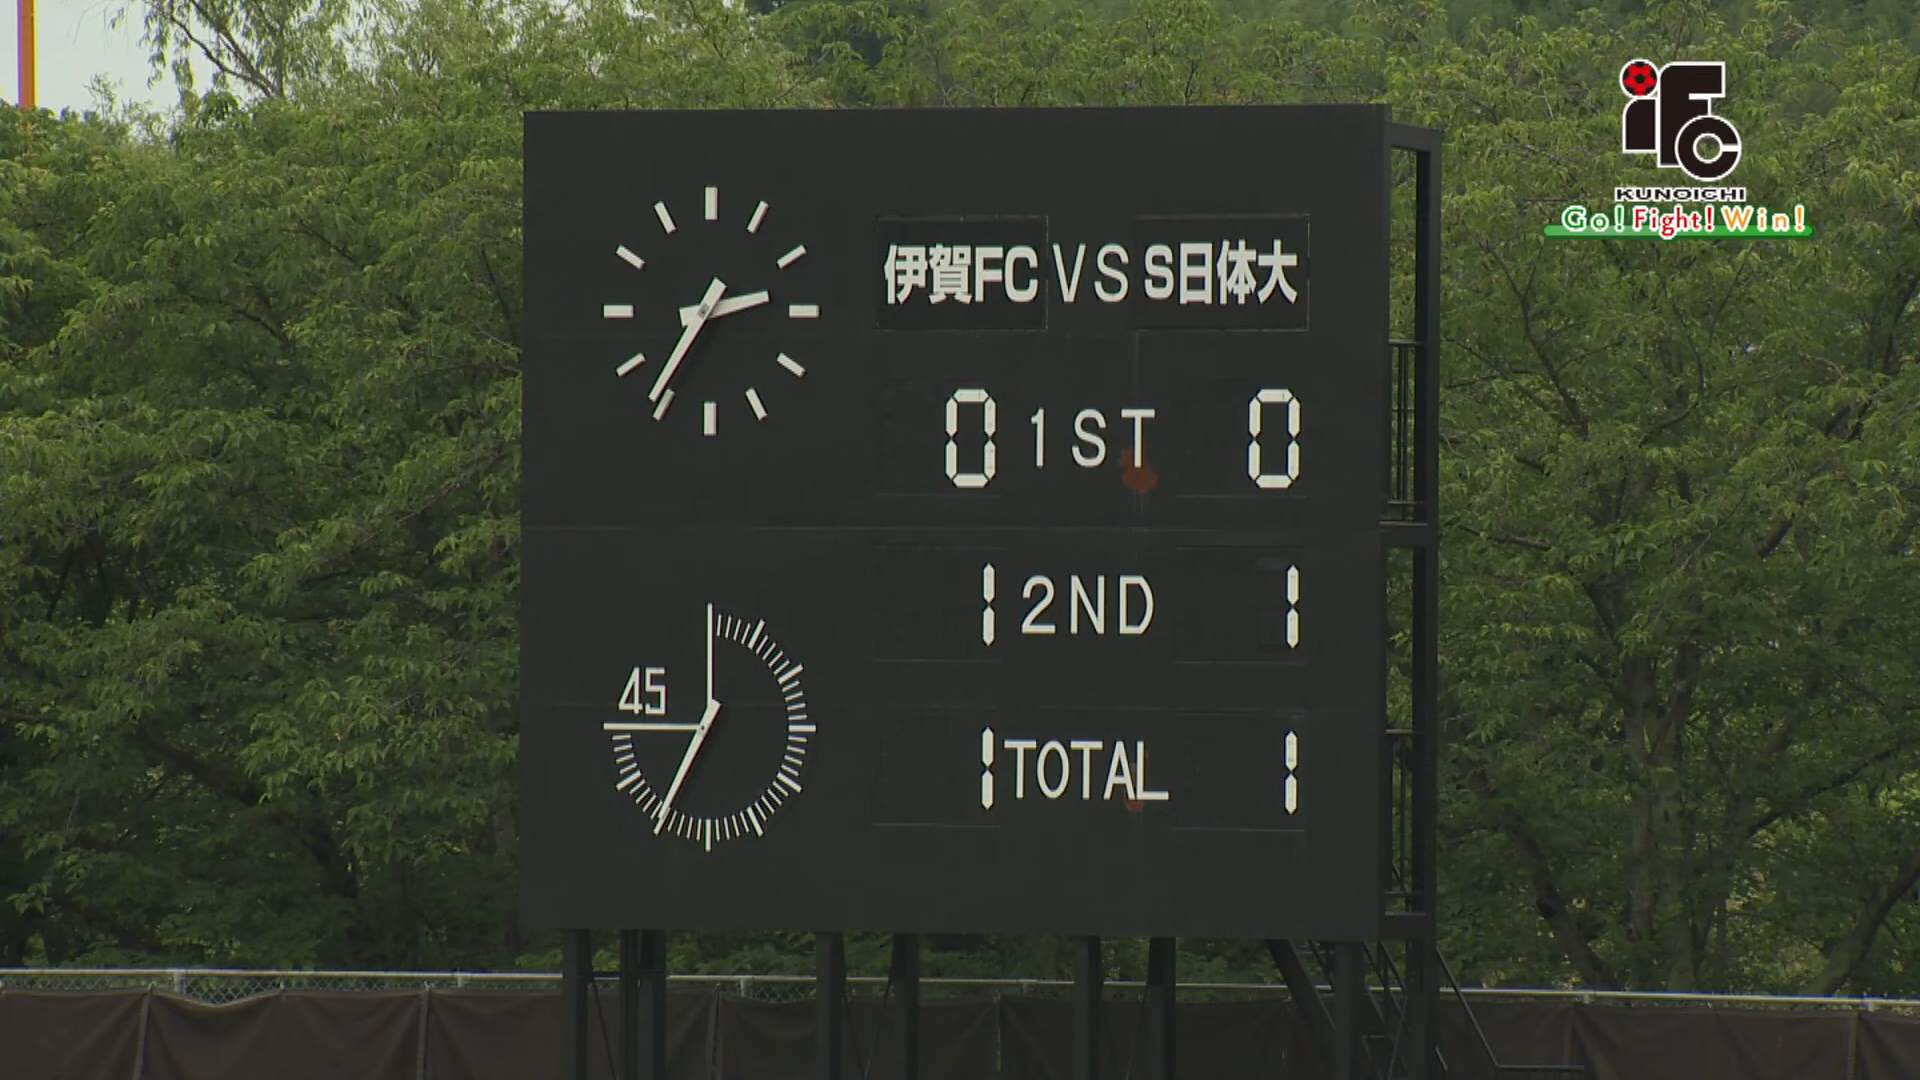 iFC
KUNOICHI
Go! Fight! Win!
伊賀FC VS S日体大
0 1ST 0
1 2ND 1
45
1 TOTAL 1